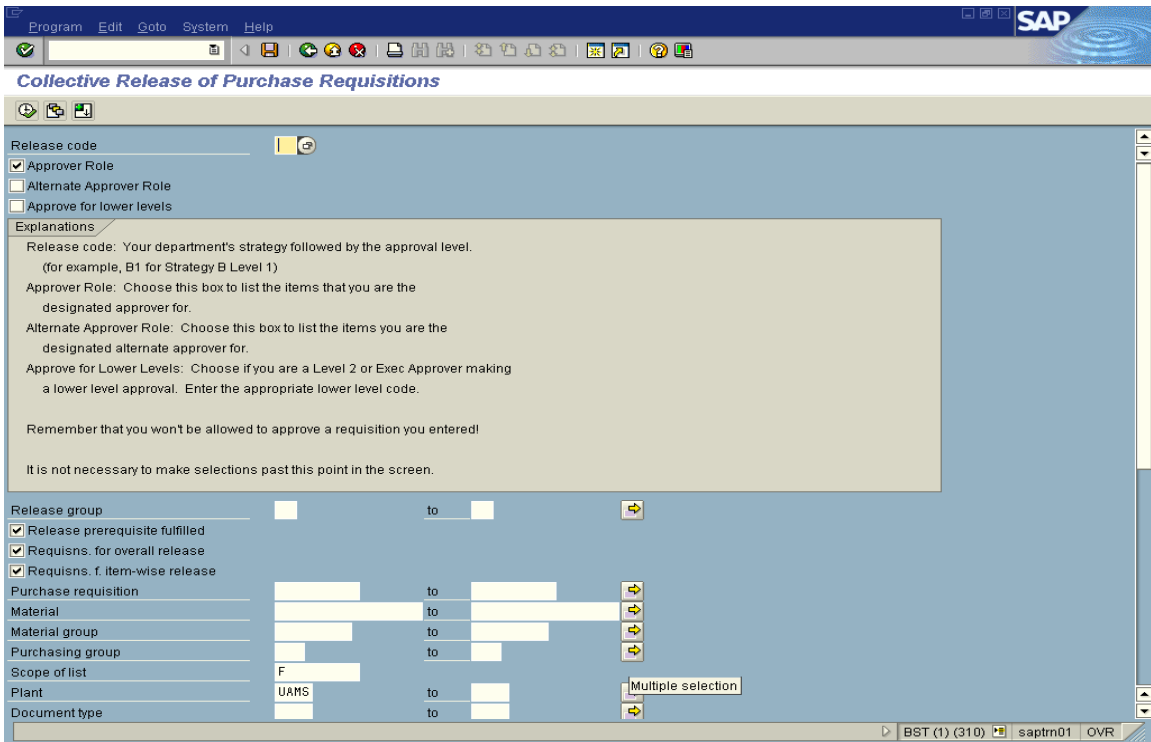 Program Edit Goto System Help
SAP
Collective Release of Purchase Requisitions
Release code
Approver Role
Alternate Approver Role
Approve for lower levels
Explanations
Release code: Your department's strategy followed by the approval level.
(for example, B1 for Strategy B Level 1)
Approver Role: Choose this box to list the items that you are the
designated approver for.
Alternate Approver Role: Choose this box to list the items you are the
designated alternate approver for.
Approve for Lower Levels: Choose if you are a Level 2 or Exec Approver making
a lower level approval. Enter the appropriate lower level code.
Remember that you won't be allowed to approve a requisition you entered!
It is not necessary to make selections past this point in the screen.
Release group to
Release prerequisite fulfilled
Requisns. for overall release
Requisns. f. item-wise release
Purchase requisition to
Material to
Material group to
Purchasing group to
Scope of list F
Multiple selection
Plant UAMS to
Document type to
BST (1) (310) saptrn01 OVR